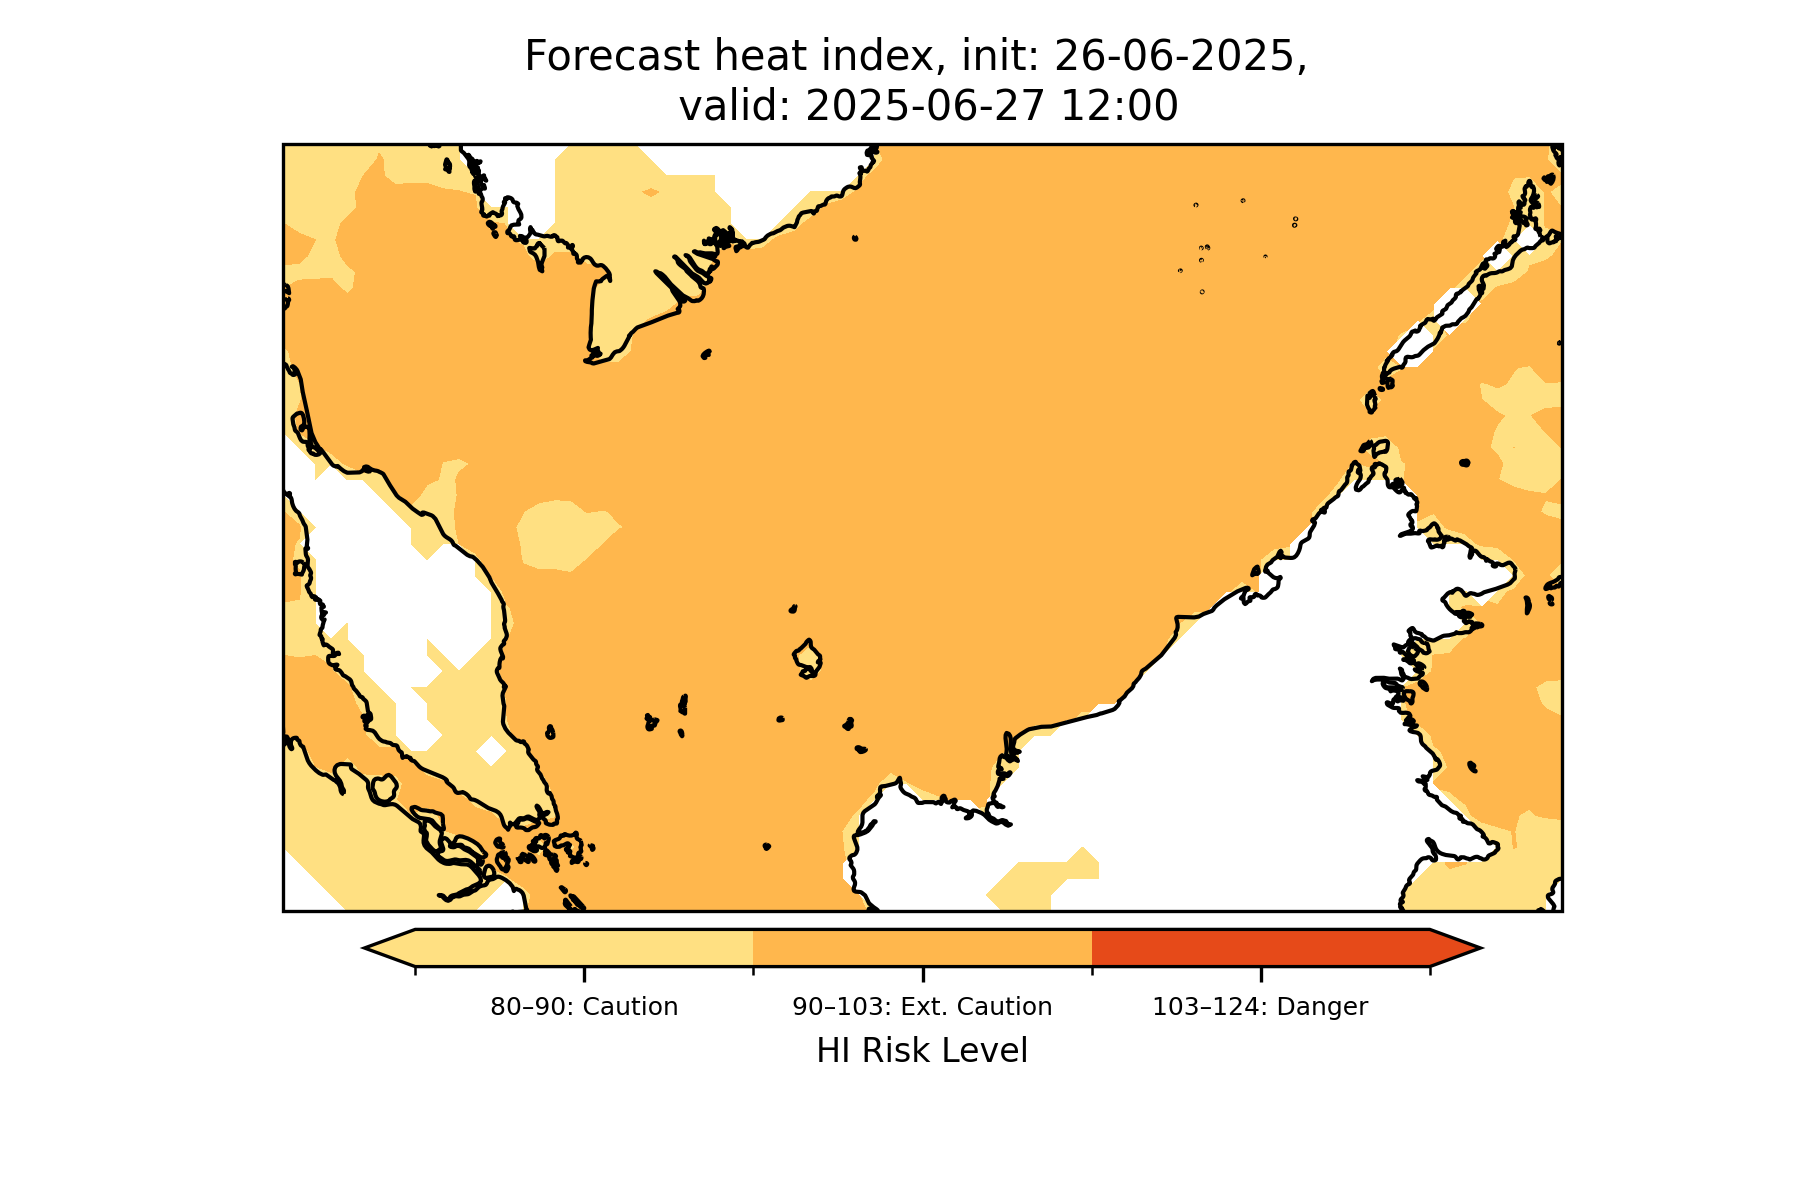 Forecast heat index, init: 26-06-2025,
valid: 2025-06-27 12:00
80–90: Caution
90–103: Ext. Caution
103–124: Danger
HI Risk Level